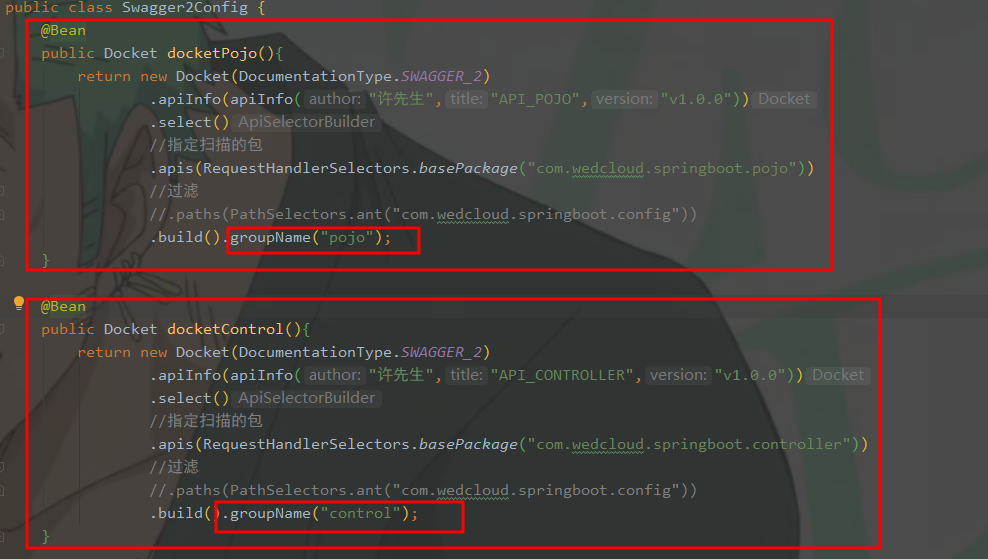 public class Swagger2Config {
@Bean
public Docket docketPojo(){
return new Docket(DocumentationType.SWAGGER_2)
.apiInfo(apiInfo( author: "许先生", title: "API_POJO", version: "v1.0.0")) Docket
.select() ApiSelectorBuilder
//指定扫描的包
.apis(RequestHandlerSelectors.basePackage("com.wedcloud.springboot.pojo"))
//过滤
//.paths(PathSelectors.ant("com.wedcloud.springboot.config"))
.build().groupName("pojo");
}
@Bean
public Docket docketControl(){
return new Docket(DocumentationType.SWAGGER_2)
.apiInfo(apiInfo( author: "许先生", title: "API_CONTROLLER", version: "v1.0.0")) Docket
.select() ApiSelectorBuilder
//指定扫描的包
.apis(RequestHandlerSelectors.basePackage("com.wedcloud.springboot.controller"))
//过滤
//.paths(PathSelectors.ant("com.wedcloud.springboot.config"))
.build().groupName("control");
}